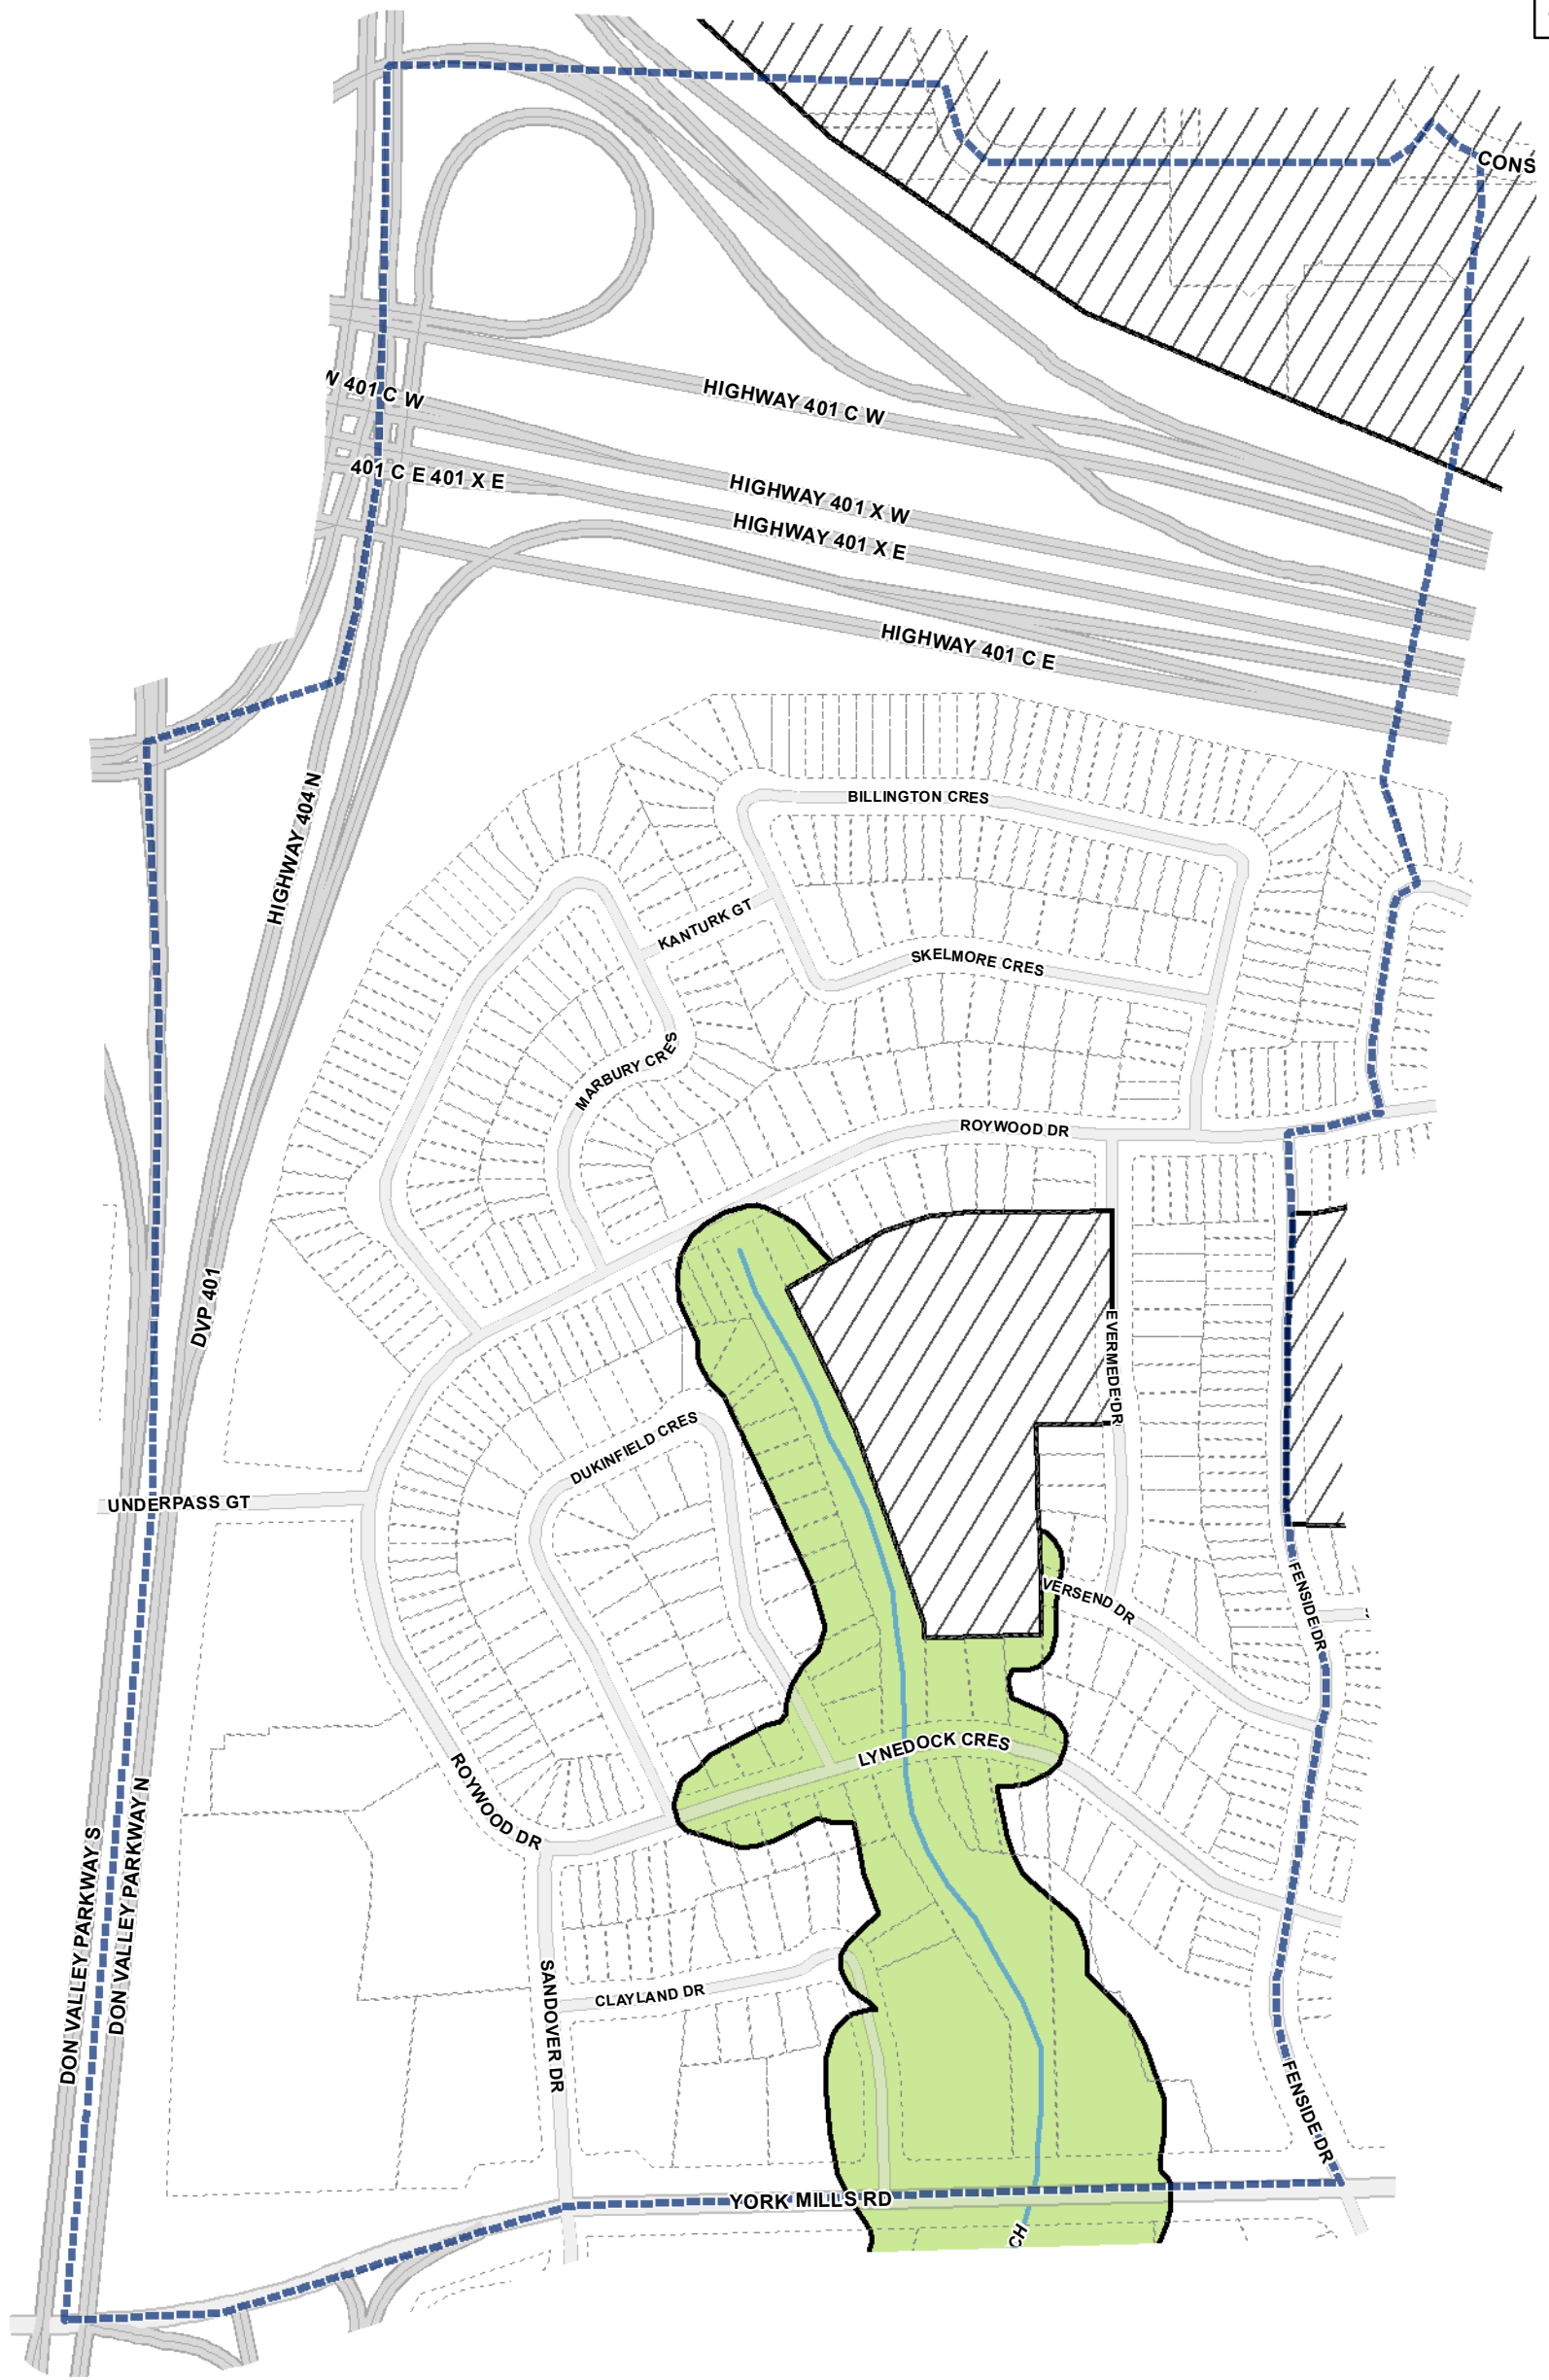 CONS
HIGHWAY 401 C W
W 401 C W
401 C E 401 X E
HIGHWAY 401 X W
HIGHWAY 401 X E
HIGHWAY 401 C E
HIGHWAY 404 N
BILLINGTON CRES
KANTURK GT
SKELMORE CRES
MARBURY CRES
ROYWOOD DR
DVP 401
EVERMEDE DR
DUKINFIELD CRES
UNDERPASS GT
VERSEND DR
FENSIDE DR
LYNEDOCK CRES
ROYWOOD DR
DON VALLEY PARKWAY S
DON VALLEY PARKWAY N
SANDOVER DR
CLAYLAND DR
FENSIDE DR
YORK MILLS RD
CH